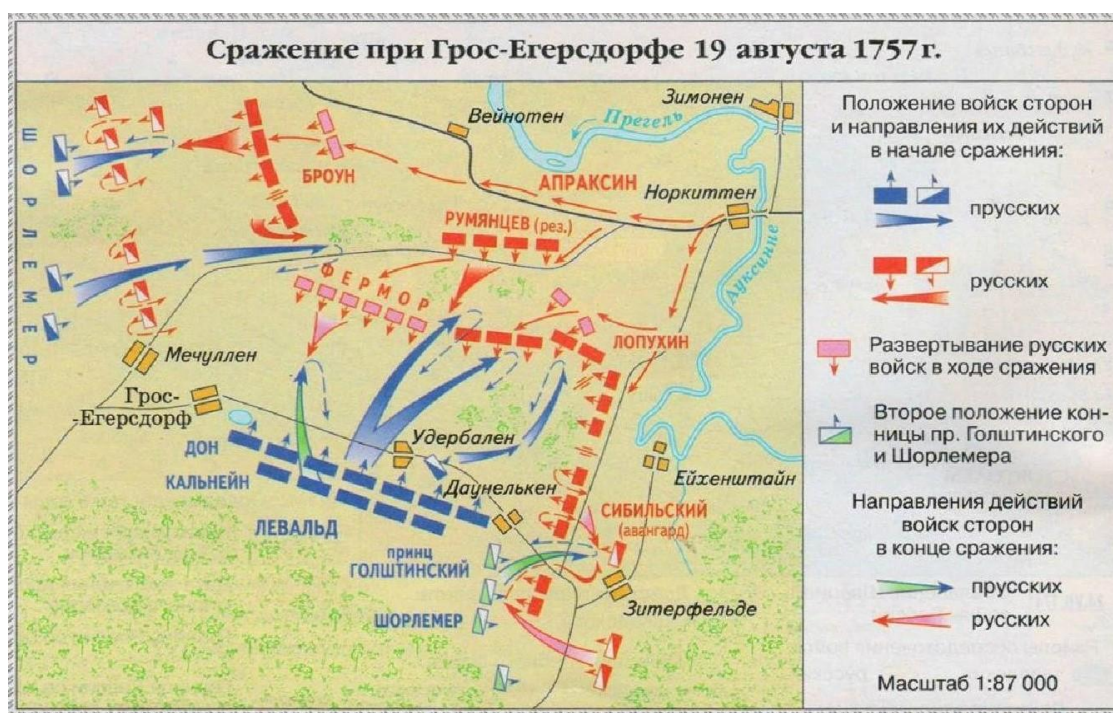 Сражение при Грос-Егерсдорфе 19 августа 1757 г.
Зимонен
Вейнотен
Прегель
БРОУН
АПРАКСИН
Норкиттен
РУМЯНЦЕВ (рез.)
Ауксинне
ШОРЛЕМЕР
ФЕРМОР
ЛОПУХИН
Мечуллен
Грос-
-Егерсдорф
Удербален
ДОН
КАЛЬНЕЙН
Даунелькен
Ейхенштайн
ЛЕВАЛЬД
СИБИЛЬСКИЙ
(авангард)
принц
ГОЛШТИНСКИЙ
ШОРЛЕМЕР
Зитерфельде
Положение войск сторон
и направления их действий
в начале сражения:
прусских
русских
Развертывание русских
войск в ходе сражения
Второе положение кон-
ницы пр. Голштинского
и Шорлемера
Направления действий
войск сторон
в конце сражения:
прусских
русских
Масштаб 1:87 000